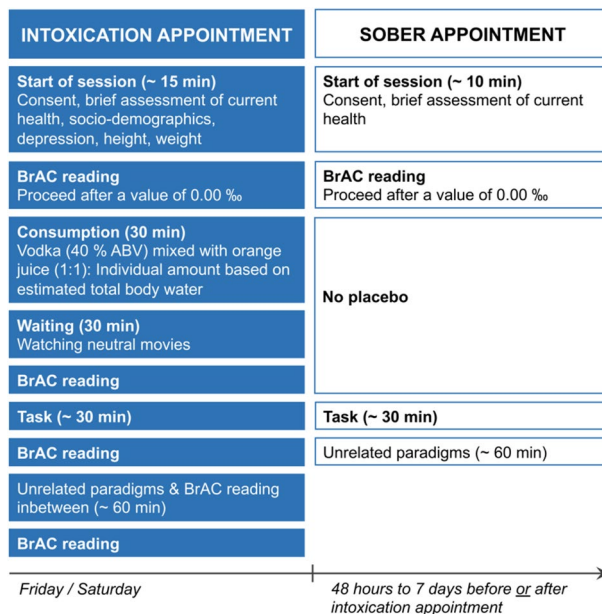 INTOXICATION APPOINTMENT
Start of session (~ 15 min)
Consent, brief assessment of current
health, socio-demographics,
depression, height, weight
BrAC reading
Proceed after a value of 0.00 ‰
Consumption (30 min)
Vodka (40 % ABV) mixed with orange
juice (1:1): Individual amount based on
estimated total body water
Waiting (30 min)
Watching neutral movies
BrAC reading
Task (~ 30 min)
BrAC reading
Unrelated paradigms & BrAC reading
inbetween (~ 60 min)
BrAC reading
Friday / Saturday
SOBER APPOINTMENT
Start of session (~ 10 min)
Consent, brief assessment of current
health
BrAC reading
Proceed after a value of 0.00 ‰
No placebo
Task (~ 30 min)
Unrelated paradigms (~ 60 min)
48 hours to 7 days before or after
intoxication appointment